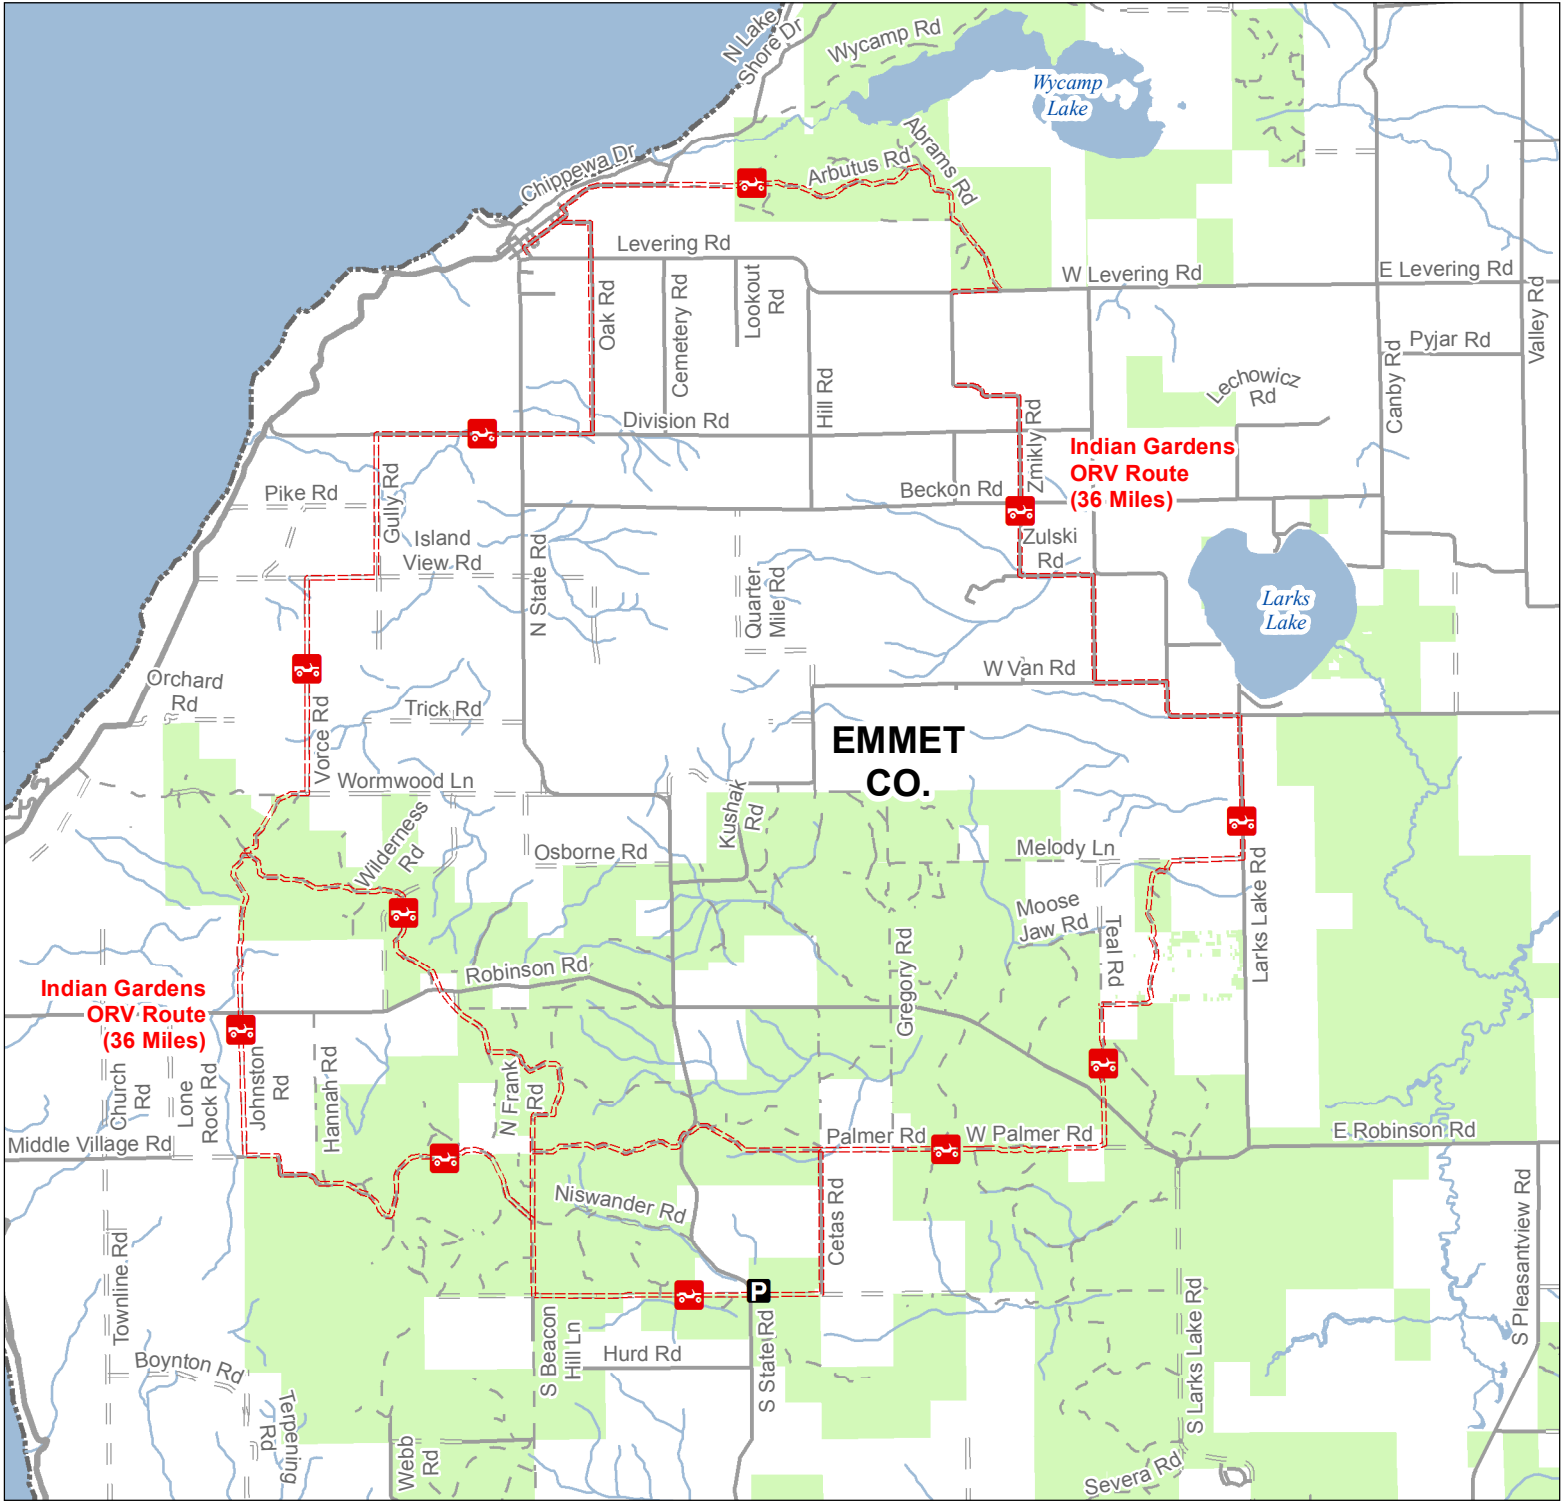 N Lake
Shore Dr
Wycamp Rd
Wycamp
Lake
Chippewa Dr
Arbutus Rd
Abrams Rd
Levering Rd
W Levering Rd
E Levering Rd
Oak Rd
Cemetery Rd
Lookout
Rd
Hill Rd
Pyjar Rd
Valley Rd
Canby Rd
Lechowicz
Rd
Division Rd
Zmikly Rd
Indian Gardens
ORV Route
(36 Miles)
Gully Rd
Pike Rd
Beckon Rd
Island
View Rd
N State Rd
Quarter
Mile Rd
Zulski
Rd
Larks
Lake
W Van Rd
Orchard
Rd
Vorce Rd
Trick Rd
EMMET
CO.
Wormwood Ln
Wilderness
Rd
Kushak
Rd
Osborne Rd
Melody Ln
Larks Lake Rd
Moose
Jaw Rd
Teal Rd
Gregory Rd
Robinson Rd
Indian Gardens
ORV Route
(36 Miles)
Church
Rd
Lone
Rock Rd
Johnston
Rd
Hannah Rd
N Frank
Rd
Middle Village Rd
Palmer Rd
W Palmer Rd
E Robinson Rd
Niswander Rd
Cetas Rd
Townline Rd
P
S Beacon
Hill Ln
S State Rd
S Larks Lake Rd
S Pleasantview Rd
Hurd Rd
Boynton Rd
Terpening
Rd
Webb
Rd
Severa Rd